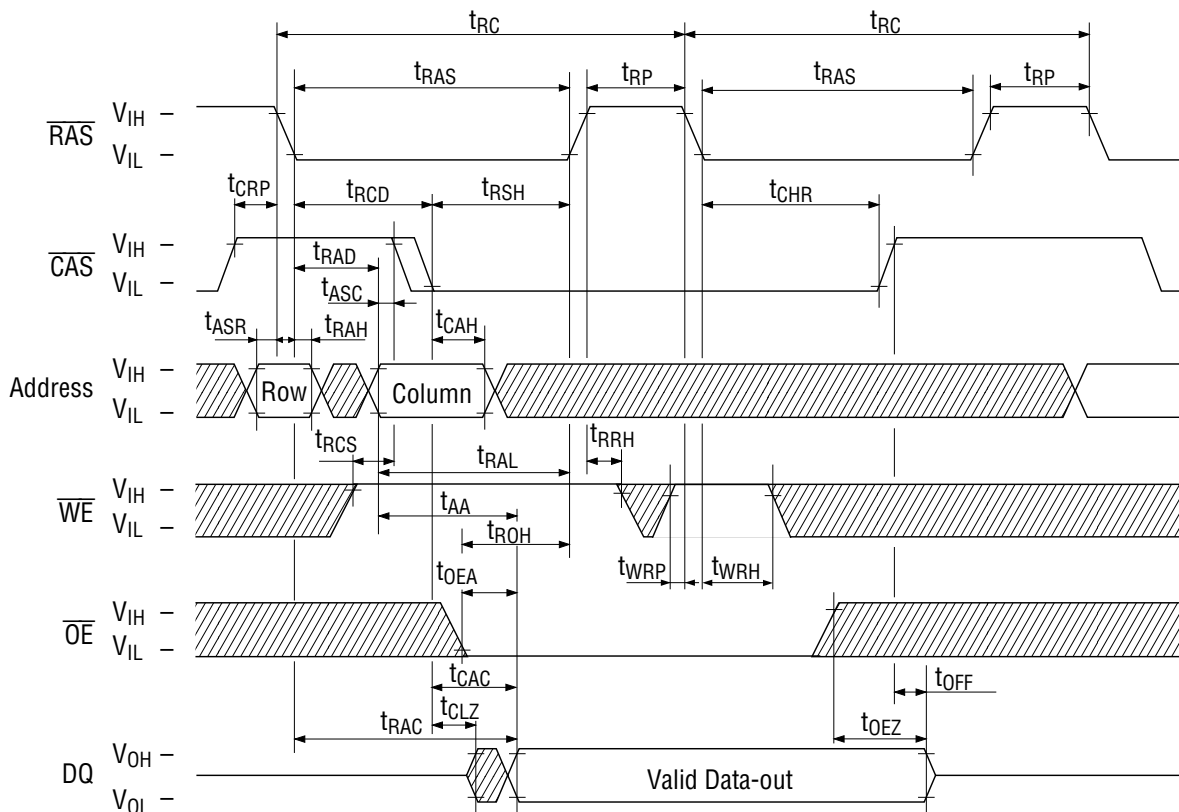 tRC tRC
tRAS tRP tRAS tRP
RAS VIH – VIL –
tCRP tRCD tRSH tCHR
CAS VIH – VIL –
tRAD
tASC
tASR tRAH tCAH
Address VIH – VIL –
Row Column
tRCS tRAL tRRH
WE VIH – VIL –
tAA
tROH
tOEA tWRP tWRH
OE VIH – VIL –
tCAC tOFF
tRAC tCLZ tOEZ
DQ VOH – VOL –
Valid Data-out